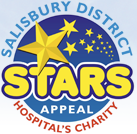 SALISBURY DISTRICT
STARS
APPEAL
HOSPITAL'S CHARITY